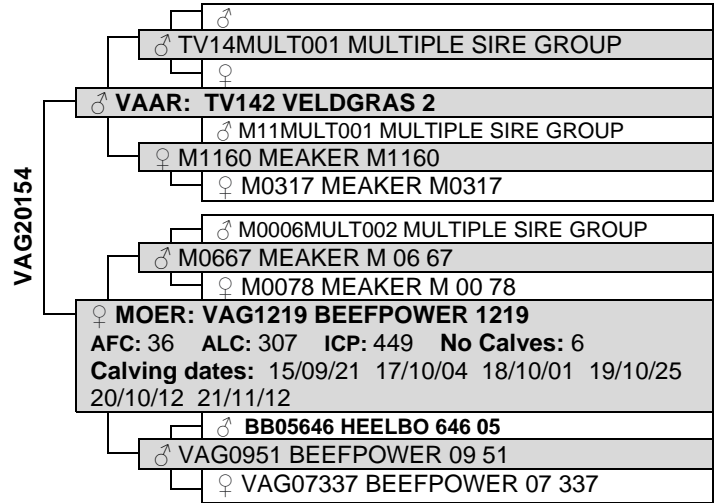 ♂
♂ TV14MULT001 MULTIPLE SIRE GROUP
♀
♂ VAAR: TV142 VELDGRAS 2
♂ M11MULT001 MULTIPLE SIRE GROUP
♀ M1160 MEAKER M1160
♀ M0317 MEAKER M0317
VAG20154
♂ M0006MULT002 MULTIPLE SIRE GROUP
♂ M0667 MEAKER M 06 67
♀ M0078 MEAKER M 00 78
♀ MOER: VAG1219 BEEFPOWER 1219
AFC: 36 ALC: 307 ICP: 449 No Calves: 6
Calving dates: 15/09/21 17/10/04 18/10/01 19/10/25
20/10/12 21/11/12
♂ BB05646 HEELBO 646 05
♂ VAG0951 BEEFPOWER 09 51
♀ VAG07337 BEEFPOWER 07 337